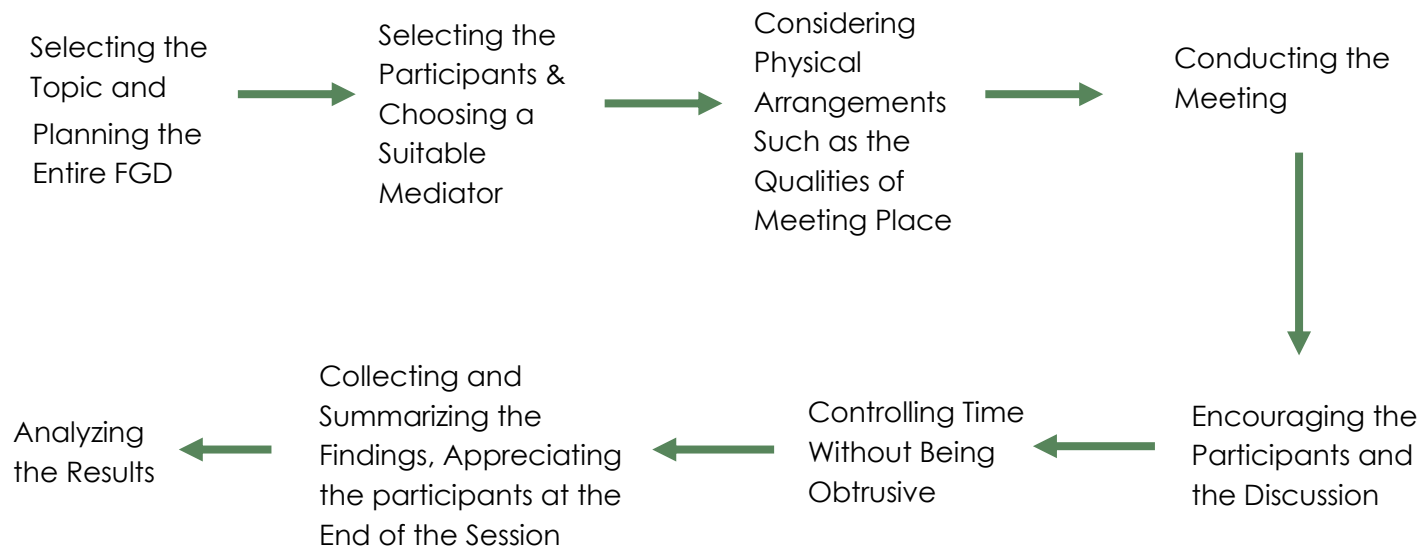 Selecting the
Topic and
Planning the
Entire FGD
Selecting the
Participants &
Choosing a
Suitable
Mediator
Considering
Physical
Arrangements
Such as the
Qualities of
Meeting Place
Conducting the
Meeting
Encouraging the
Participants and
the Discussion
Controlling Time
Without Being
Obtrusive
Collecting and
Summarizing the
Findings, Appreciating
the participants at the
End of the Session
Analyzing
the Results